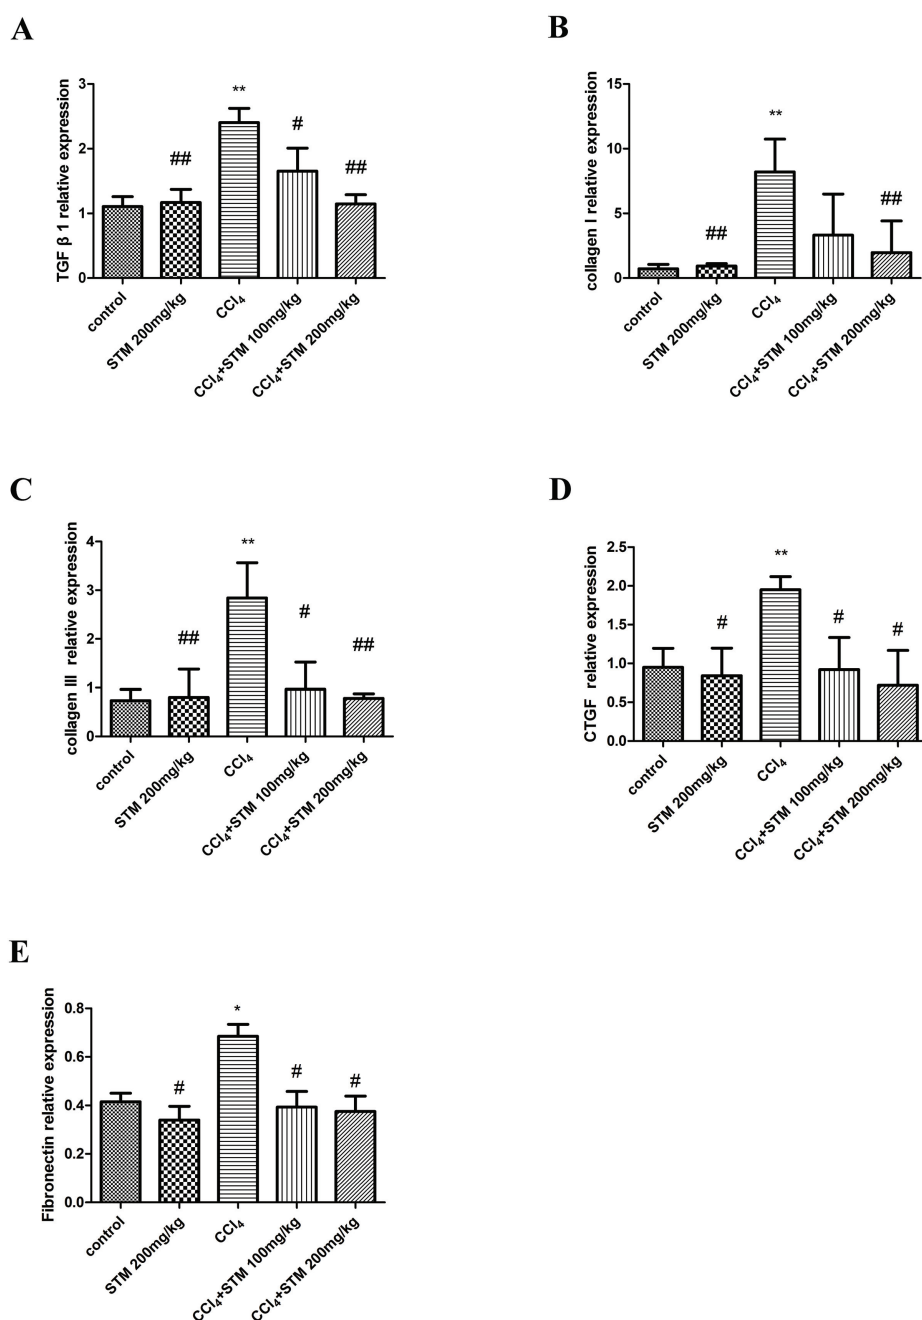 A
TGF β 1 relative expression
3
2
1
0
##
**
#
##
control
STM 200mg/kg
CCl₄
CCl₄+STM 100mg/kg
CCl₄+STM 200mg/kg
B
collagen I relative expression
15
10
5
0
##
**
##
control
STM 200mg/kg
CCl₄
CCl₄+STM 100mg/kg
CCl₄+STM 200mg/kg
C
collagen III relative expression
4
3
2
1
0
##
**
#
##
control
STM 200mg/kg
CCl₄
CCl₄+STM 100mg/kg
CCl₄+STM 200mg/kg
D
CTGF relative expression
2.5
2.0
1.5
1.0
0.5
0.0
#
**
#
#
control
STM 200mg/kg
CCl₄
CCl₄+STM 100mg/kg
CCl₄+STM 200mg/kg
E
Fibronectin relative expression
0.8
0.6
0.4
0.2
0.0
#
*
#
#
control
STM 200mg/kg
CCl₄
CCl₄+STM 100mg/kg
CCl₄+STM 200mg/kg